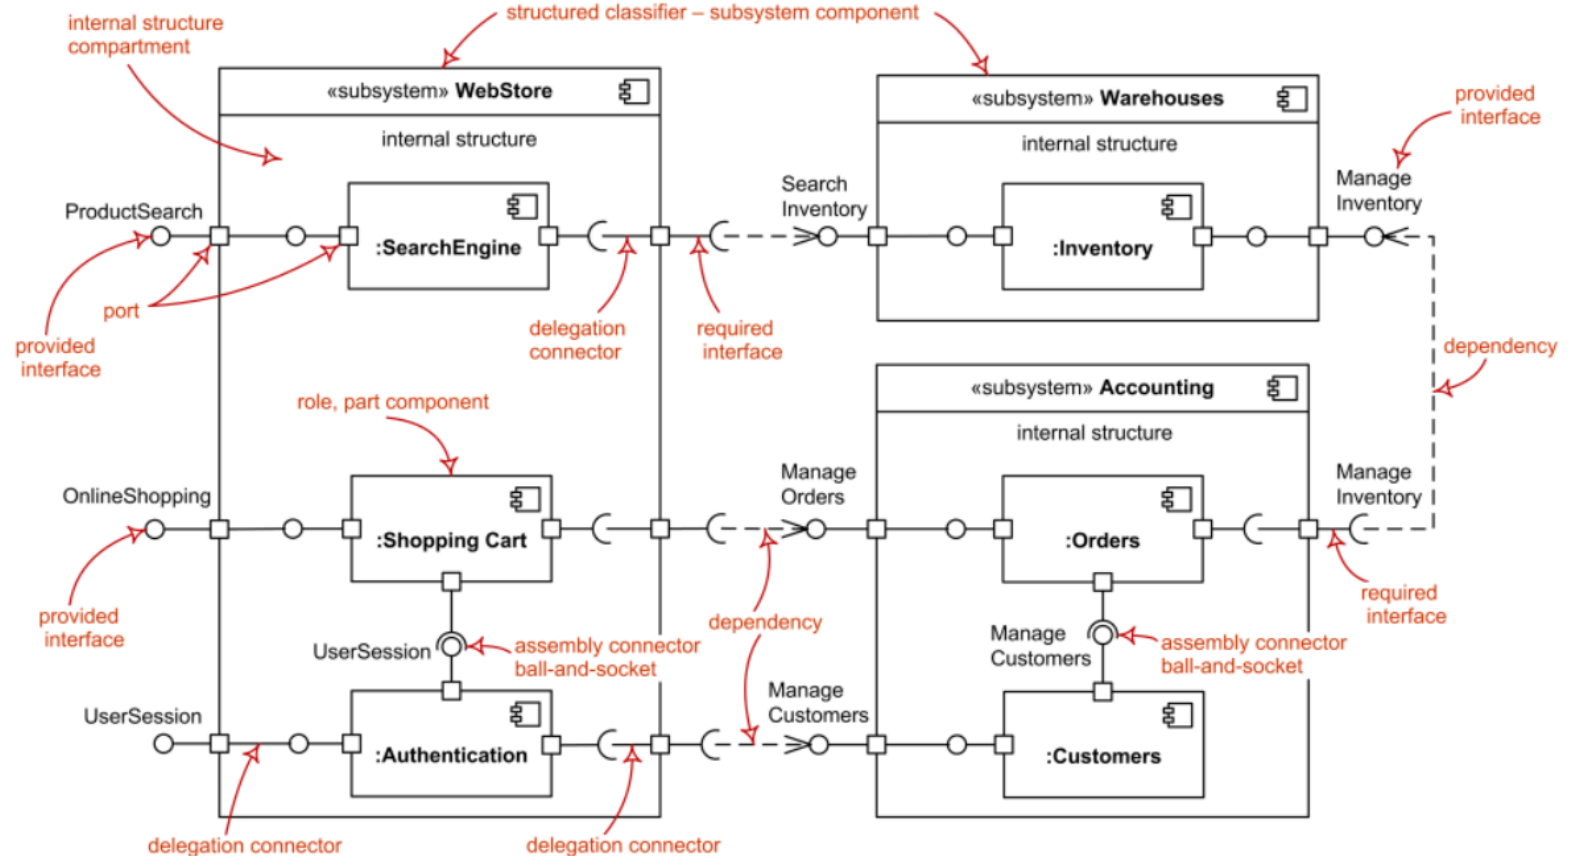 structured classifier – subsystem component
internal structure
compartment
«subsystem» WebStore
internal structure
«subsystem» Warehouses
internal structure
provided
interface
ProductSearch
:SearchEngine
Search
Inventory
:Inventory
Manage
Inventory
port
provided
interface
delegation
connector
required
interface
dependency
role, part component
«subsystem» Accounting
internal structure
OnlineShopping
:Shopping Cart
Manage
Orders
:Orders
Manage
Inventory
provided
interface
required
interface
dependency
UserSession
assembly connector
ball-and-socket
Manage
Customers
assembly connector
ball-and-socket
UserSession
:Authentication
Manage
Customers
:Customers
delegation connector
delegation connector